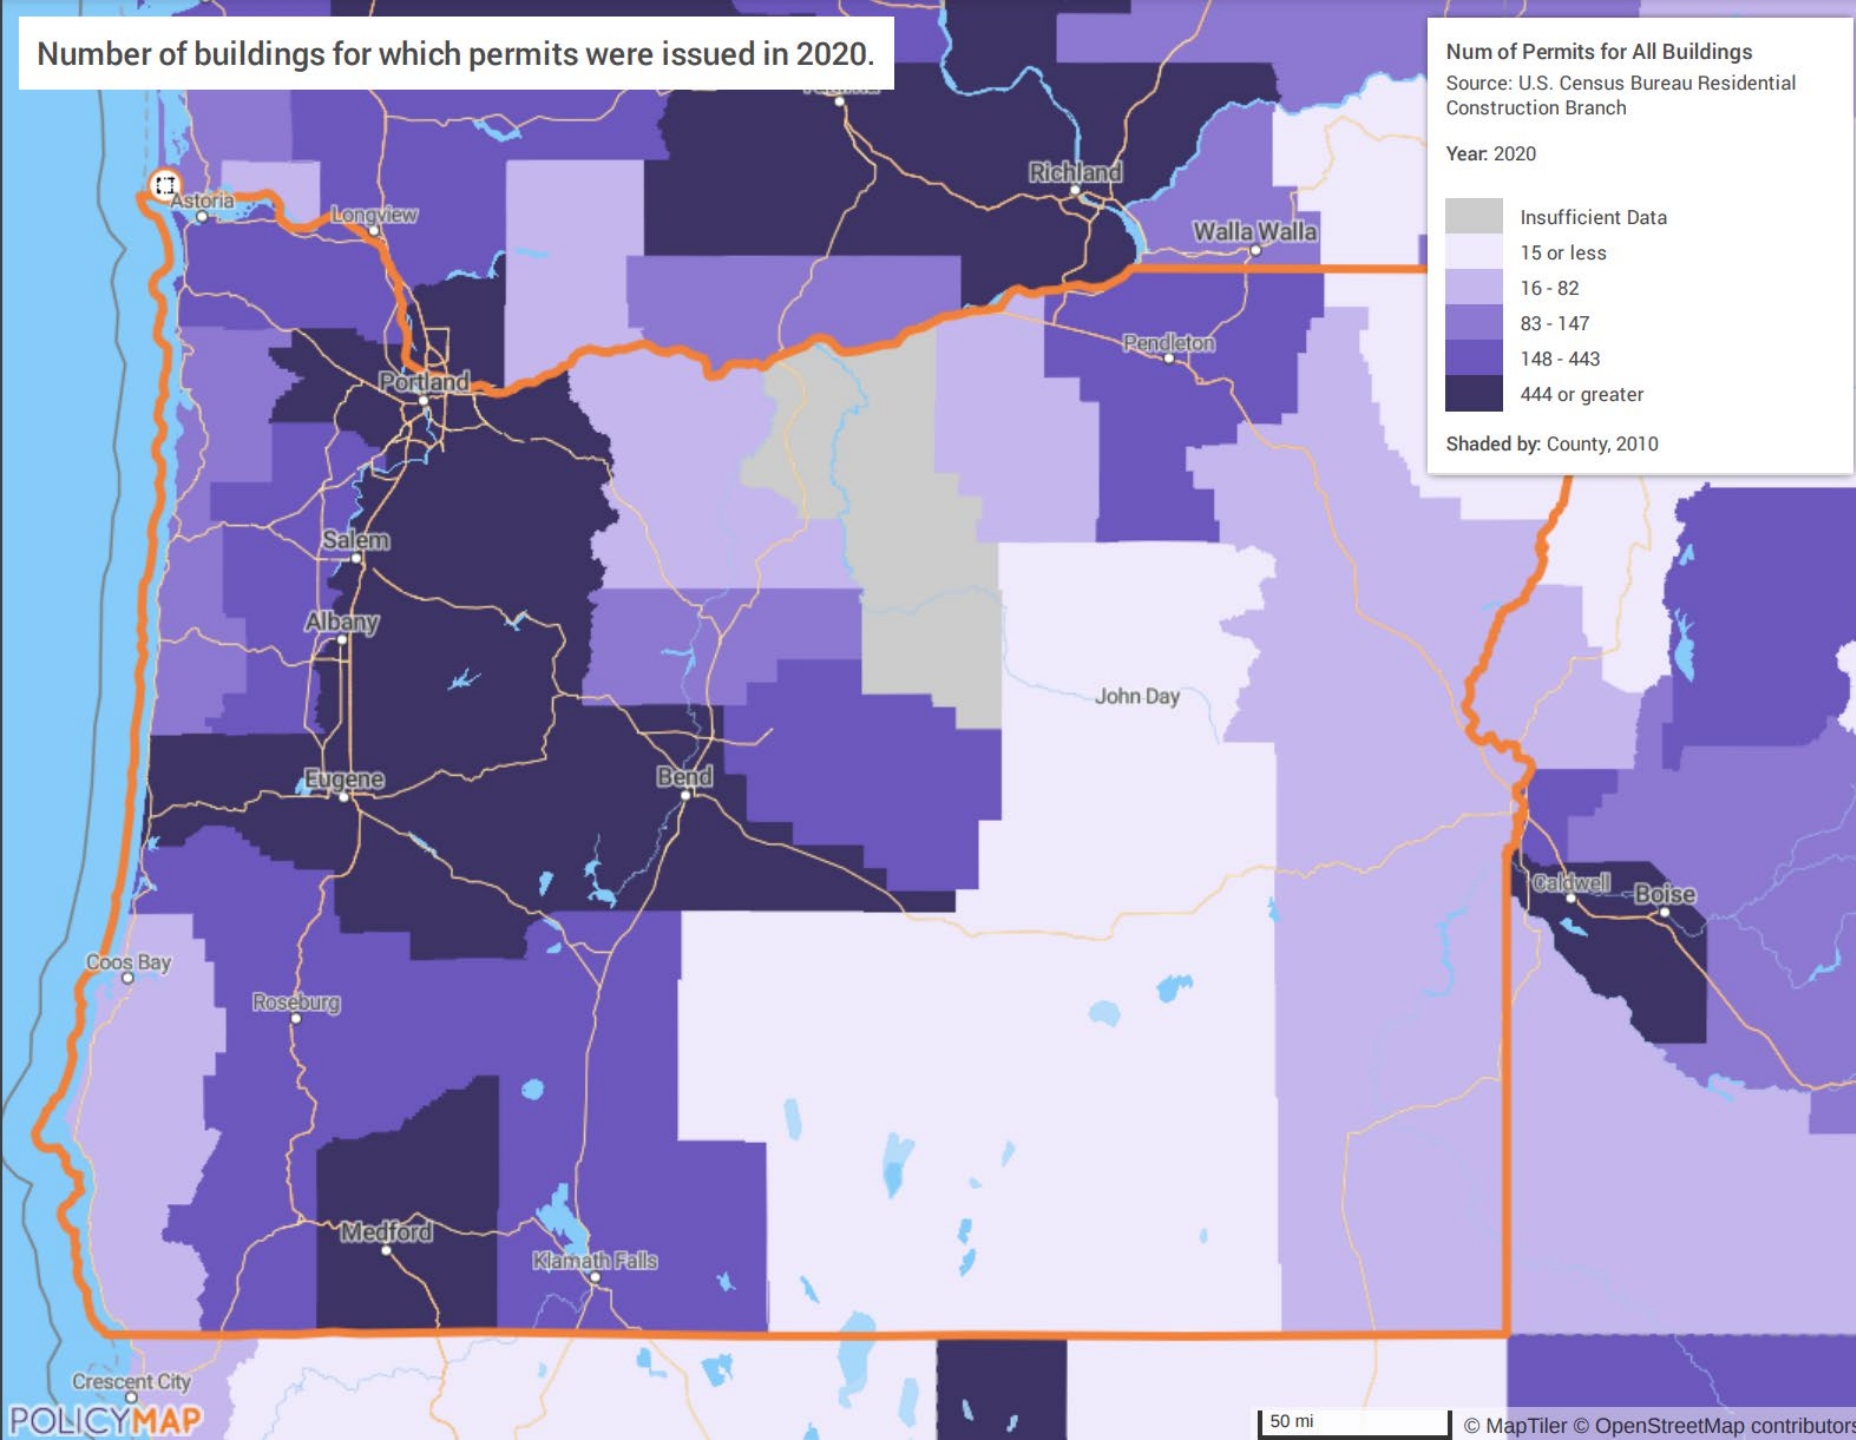 Number of buildings for which permits were issued in 2020.
Num of Permits for All Buildings
Source: U.S. Census Bureau Residential
Construction Branch
Year: 2020
Insufficient Data
15 or less
16 - 82
83 - 147
148 - 443
444 or greater
Shaded by: County, 2010
Richland
Astoria
Longview
Walla Walla
Pendleton
Portland
Salem
Albany
John Day
Eugene
Bend
Caldwell
Boise
Coos Bay
Roseburg
Medford
Klamath Falls
Crescent City
POLICYMAP
50 mi
© MapTiler © OpenStreetMap contributors